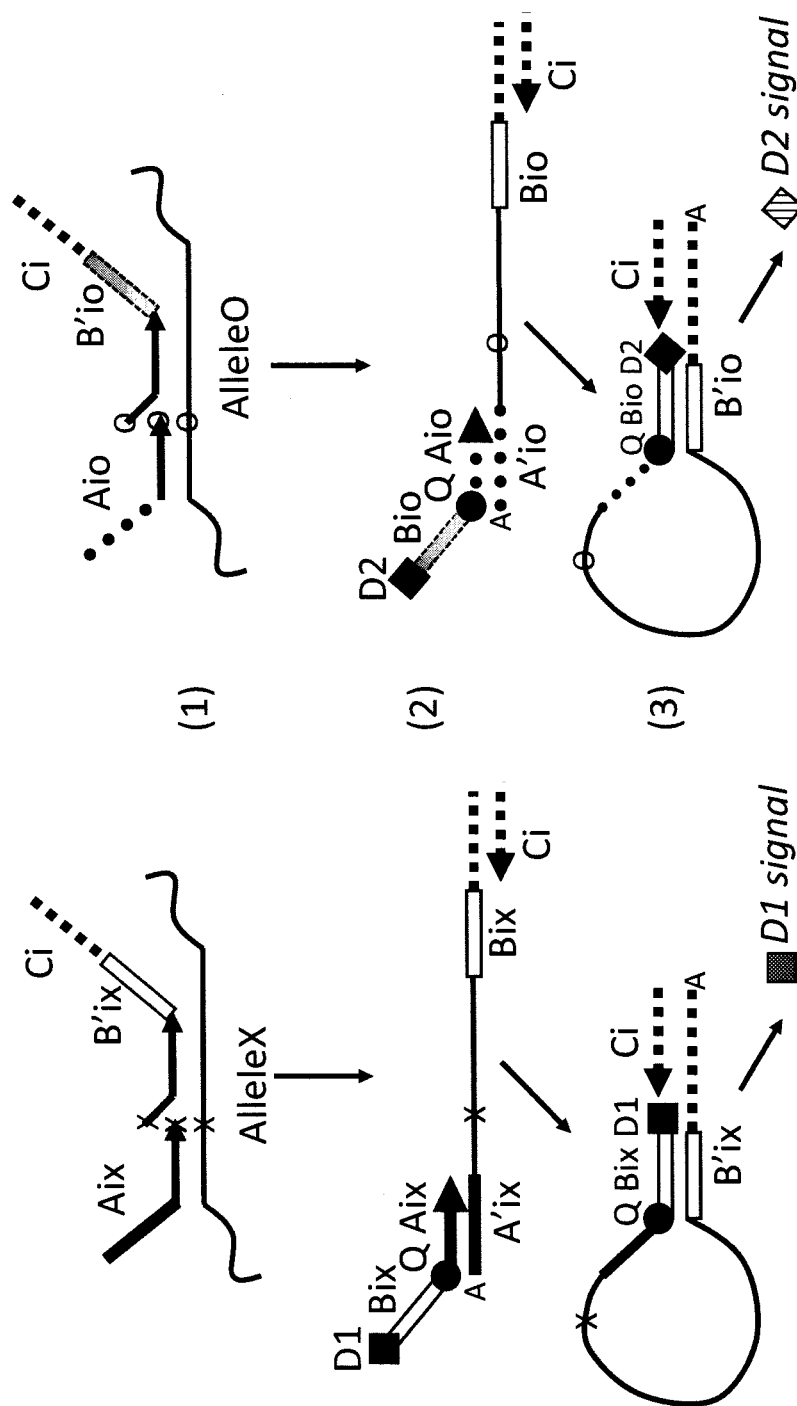 Ci
B'ix
Aix
X
X
X
AlleleX
D1
Bix
Q Aix
A
A'ix
X
Bix
Ci
X
Q Bix D1
Ci
B'ix
A
D1 signal
(1)
(2)
(3)
Ci
B'io
Aio
O
O
O
AlleleO
D2
Bio
Q Aio
A
A'io
O
Bio
Ci
O
Q Bio D2
Ci
B'io
A
D2 signal